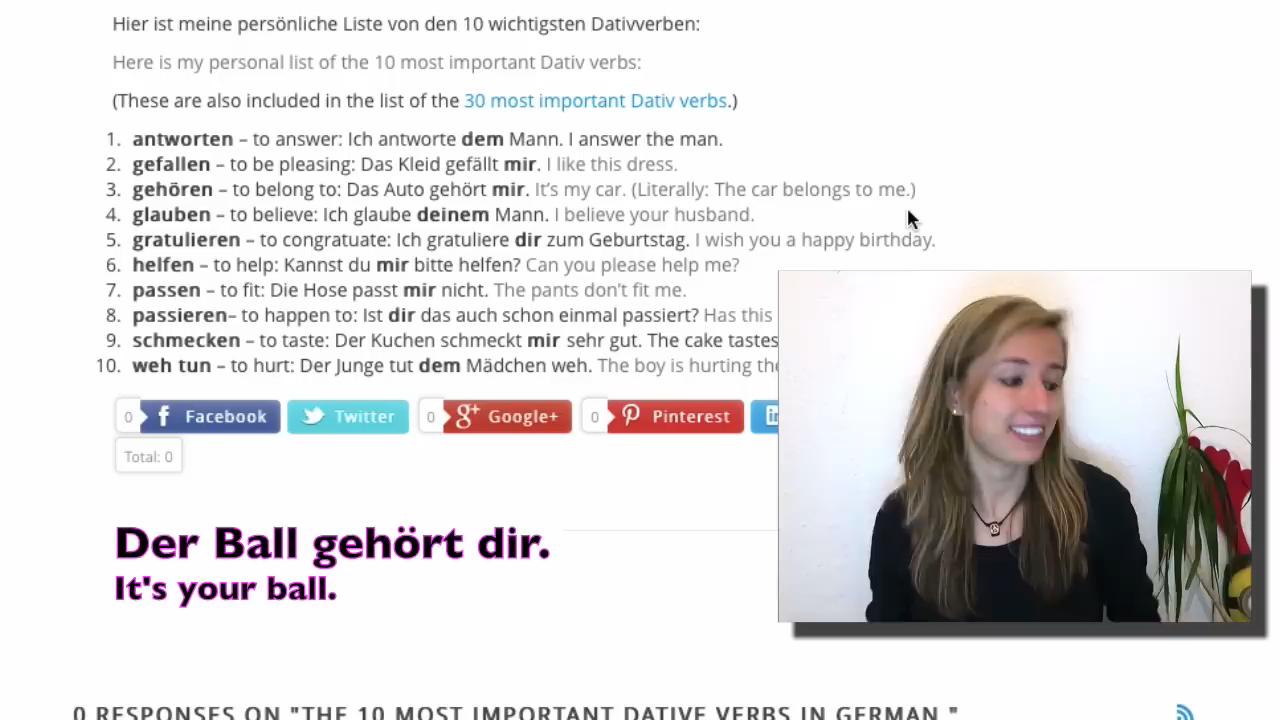 Hier ist meine persönliche Liste von den 10 wichtigsten Dativverben:
Here is my personal list of the 10 most important Dativ verbs:
(These are also included in the list of the 30 most important Dativ verbs.)
1. antworten – to answer: Ich antworte dem Mann. I answer the man.
2. gefallen – to be pleasing: Das Kleid gefällt mir. I like this dress.
3. gehören – to belong to: Das Auto gehört mir. It's my car. (Literally: The car belongs to me.)
4. glauben – to believe: Ich glaube deinem Mann. I believe your husband.
5. gratulieren – to congratuate: Ich gratuliere dir zum Geburtstag. I wish you a happy birthday.
6. helfen – to help: Kannst du mir bitte helfen? Can you please help me?
7. passen – to fit: Die Hose passt mir nicht. The pants don't fit me.
8. passieren– to happen to: Ist dir das auch schon einmal passiert? Has this
9. schmecken – to taste: Der Kuchen schmeckt mir sehr gut. The cake tastes
10. weh tun – to hurt: Der Junge tut dem Mädchen weh. The boy is hurting
0 Facebook Twitter 0 Google+ 0 Pinterest
Total: 0
Der Ball gehört dir.
It's your ball.
0 RESPONSES ON "THE 10 MOST IMPORTANT DATIVE VERBS IN GERMAN "